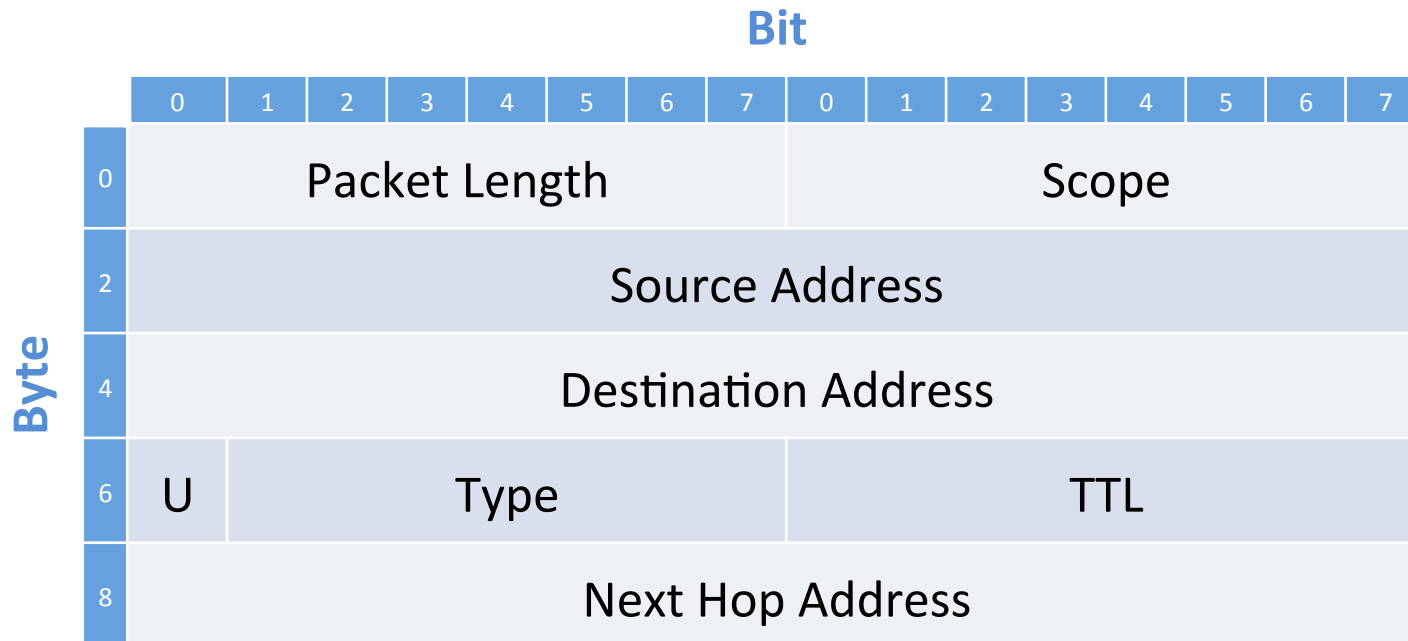 Bit
0 1 2 3 4 5 6 7 0 1 2 3 4 5 6 7
0 Packet Length Scope
2 Source Address
Byte
4 Destination Address
6 U Type TTL
8 Next Hop Address